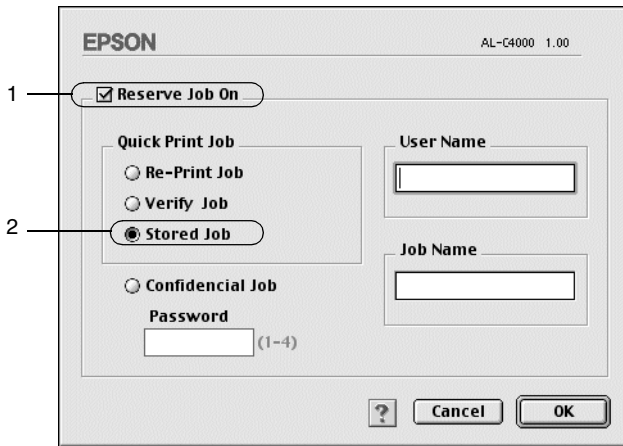 EPSON
AL-C4000 1.00
1
Reserve Job On
Quick Print Job
Re-Print Job
Verify Job
2
Stored Job
Confidencial Job
Password
(1-4)
User Name
Job Name
?
Cancel
OK